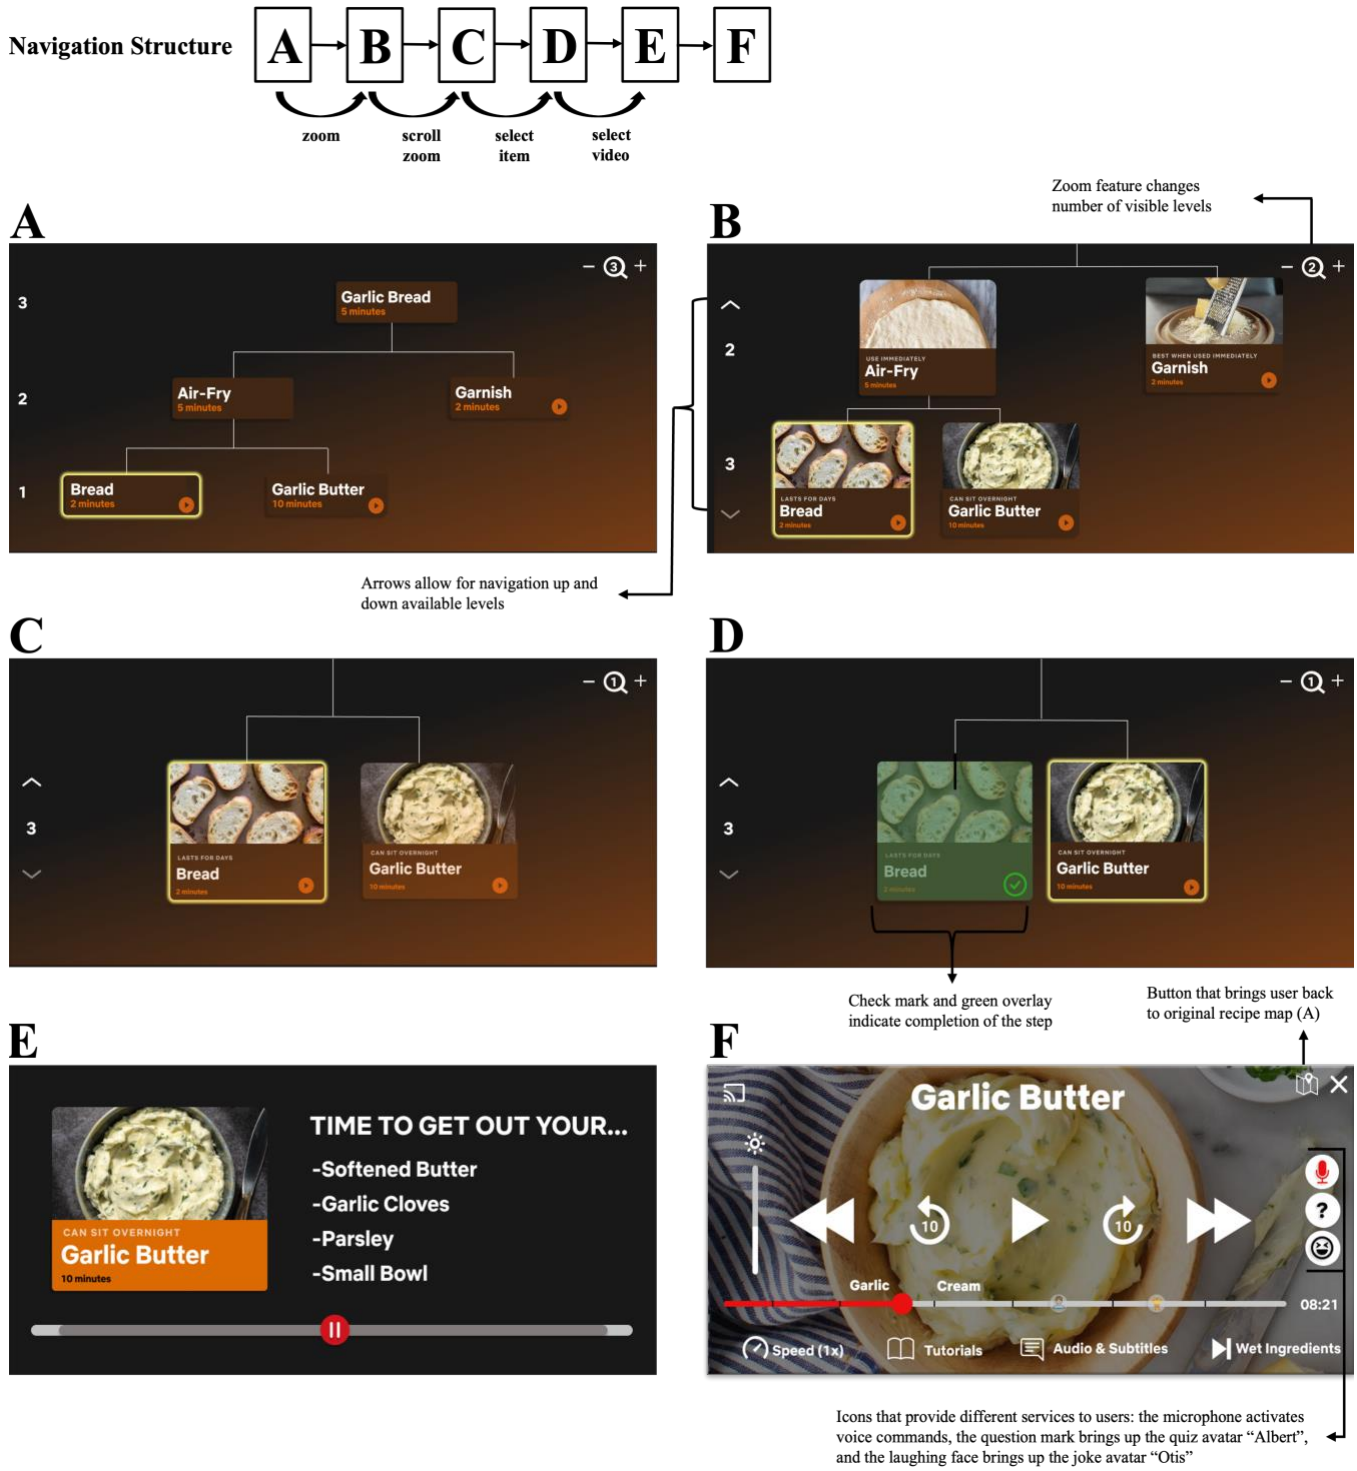 Navigation Structure
A B C D E F
zoom
scroll
zoom
select
item
select
video
Zoom feature changes
number of visible levels
A
3
3
Garlic Bread
5 minutes
2
Air-Fry
5 minutes
Garnish
2 minutes
1
Bread
2 minutes
Garlic Butter
10 minutes
B
2
2
USE IMMEDIATELY
Air-Fry
5 minutes
BEST WHEN USED IMMEDIATELY
Garnish
2 minutes
3
LASTS FOR DAYS
Bread
2 minutes
CAN SIT OVERNIGHT
Garlic Butter
10 minutes
Arrows allow for navigation up and
down available levels
C
1
3
LASTS FOR DAYS
Bread
2 minutes
CAN SIT OVERNIGHT
Garlic Butter
10 minutes
D
1
3
LASTS FOR DAYS
Bread
2 minutes
CAN SIT OVERNIGHT
Garlic Butter
10 minutes
Check mark and green overlay
indicate completion of the step
Button that brings user back
to original recipe map (A)
E
CAN SIT OVERNIGHT
Garlic Butter
10 minutes
TIME TO GET OUT YOUR...
-Softened Butter
-Garlic Cloves
-Parsley
-Small Bowl
F
Garlic Butter
10
10
?
Garlic
Cream
08:21
Speed (1x)
Tutorials
Audio & Subtitles
Wet Ingredients
Icons that provide different services to users: the microphone activates
voice commands, the question mark brings up the quiz avatar “Albert”,
and the laughing face brings up the joke avatar “Otis”